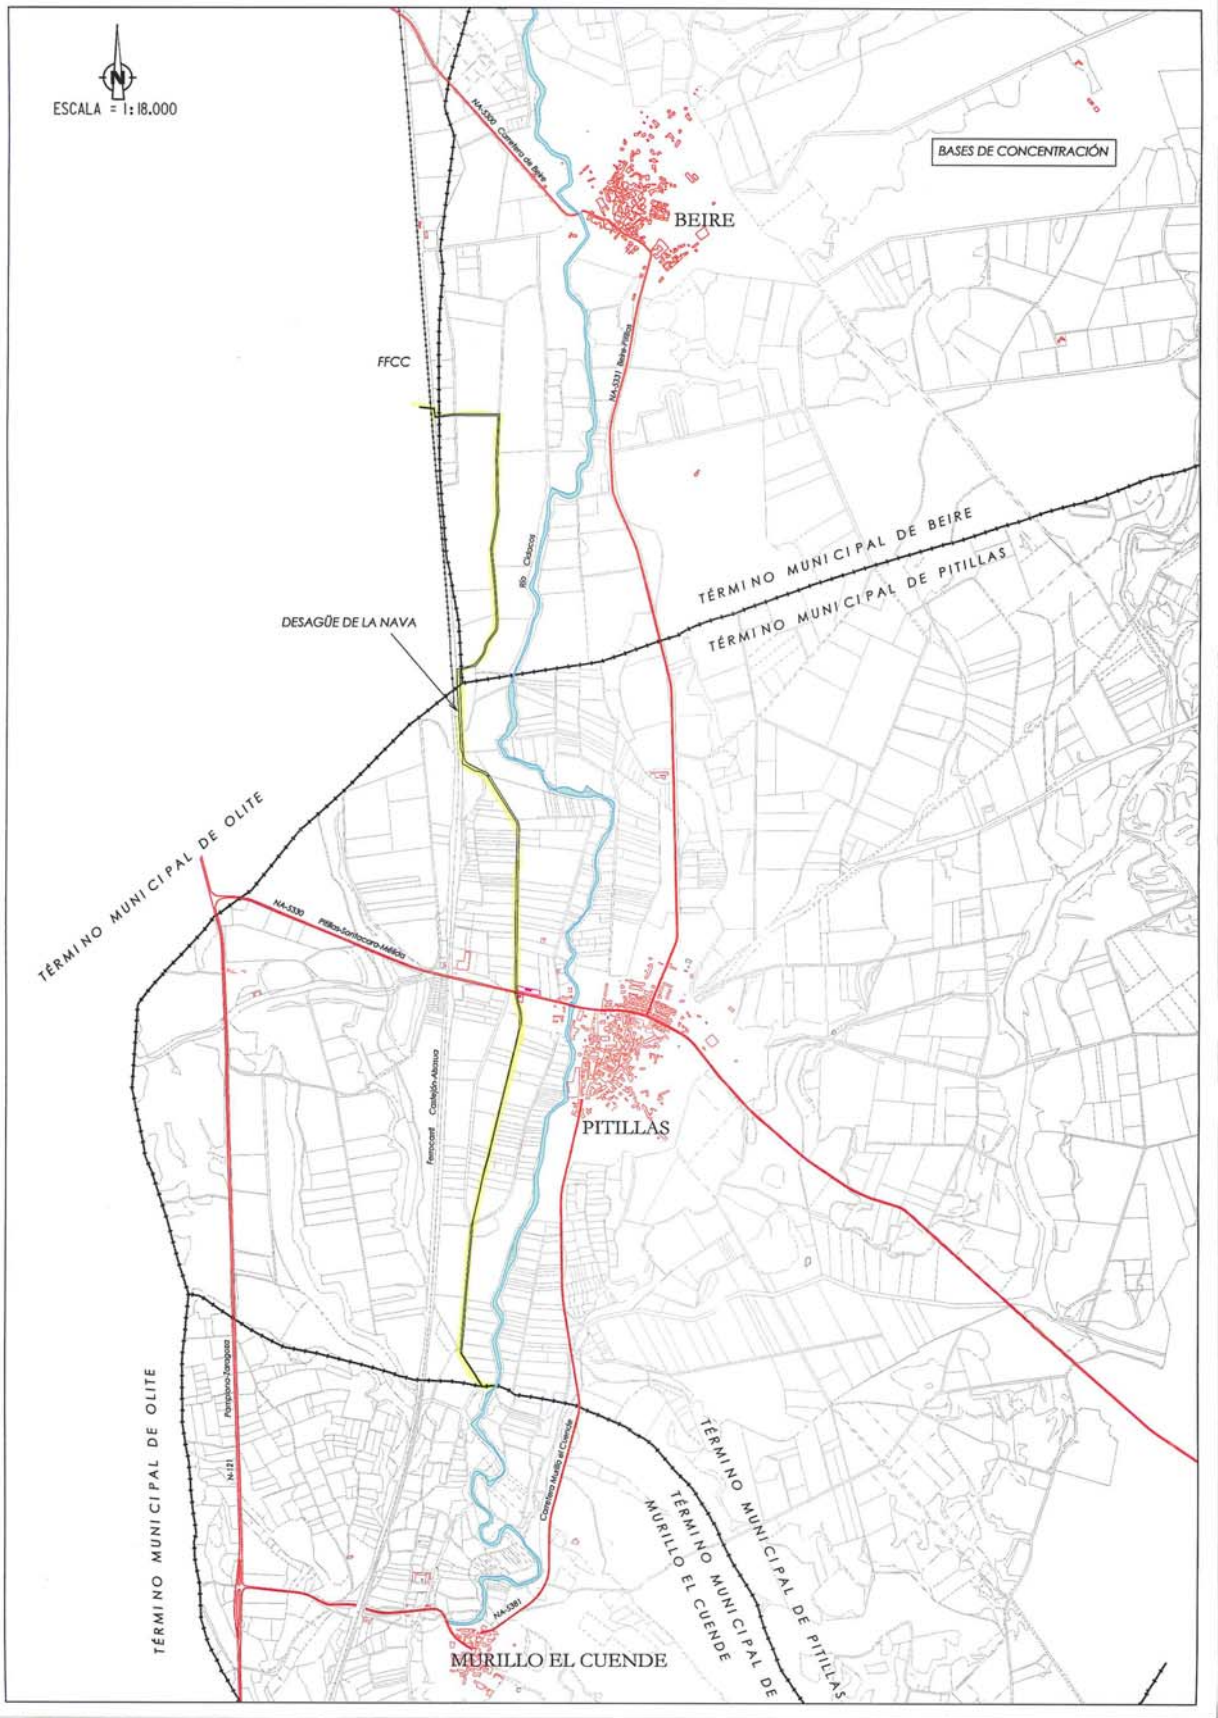 N
ESCALA = 1:18.000
BASES DE CONCENTRACIÓN
NA-5300 Carretera de Beire
BEIRE
NA-5331 Beire-Pitillas
FFCC
Río Cidacos
TÉRMINO MUNICIPAL DE BEIRE
TÉRMINO MUNICIPAL DE PITILLAS
DESAGÜE DE LA NAVA
TÉRMINO MUNICIPAL DE OLITE
NA-5330 Pitillas-Santacara-Mélida
Ferrocarril Castejón-Alsasua
PITILLAS
Pamplona-Zaragoza
N-121
TÉRMINO MUNICIPAL DE OLITE
Carretera Murillo el Cuende
NA-5381
TÉRMINO MUNICIPAL DE PITILLAS
TÉRMINO MUNICIPAL DE
MURILLO EL CUENDE
MURILLO EL CUENDE